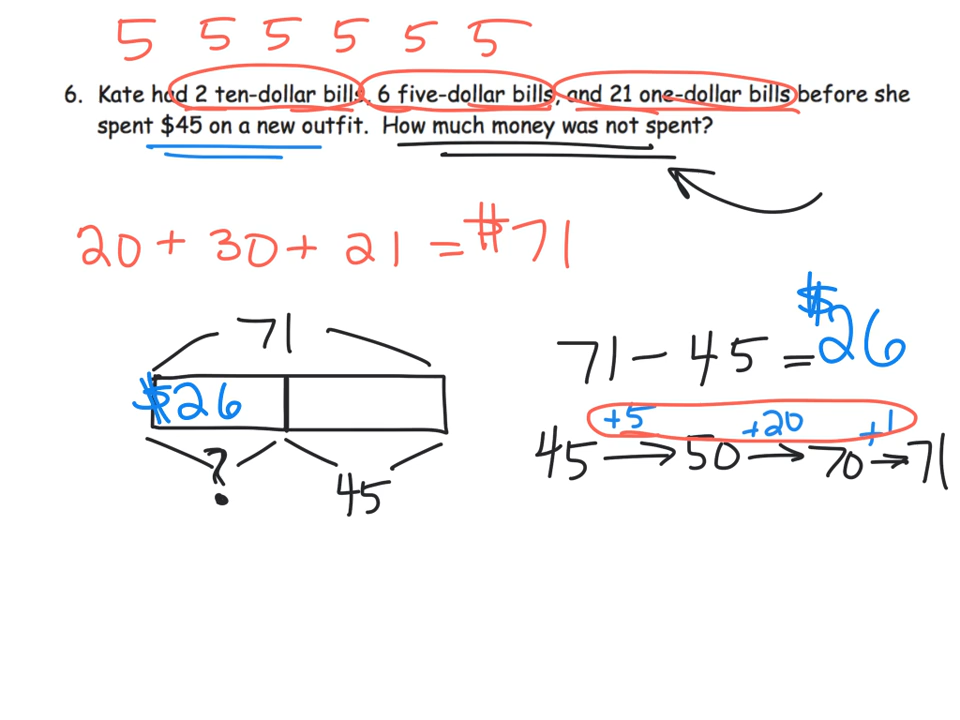 5 5 5 5 5 5
6. Kate had 2 ten-dollar bills, 6 five-dollar bills, and 21 one-dollar bills before she
spent $45 on a new outfit. How much money was not spent?
20 + 30 + 21 = $71
71
$26
?
45
71 - 45 = $26
+5 +20 +1
45 → 50 → 70 → 71